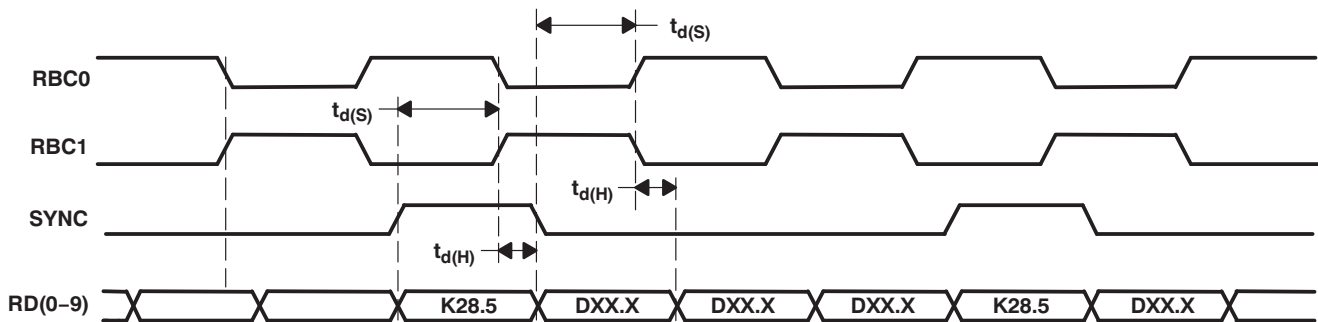 t_d(S)
RBC0
t_d(S)
RBC1
t_d(H)
SYNC
t_d(H)
RD(0−9) K28.5 DXX.X DXX.X DXX.X K28.5 DXX.X